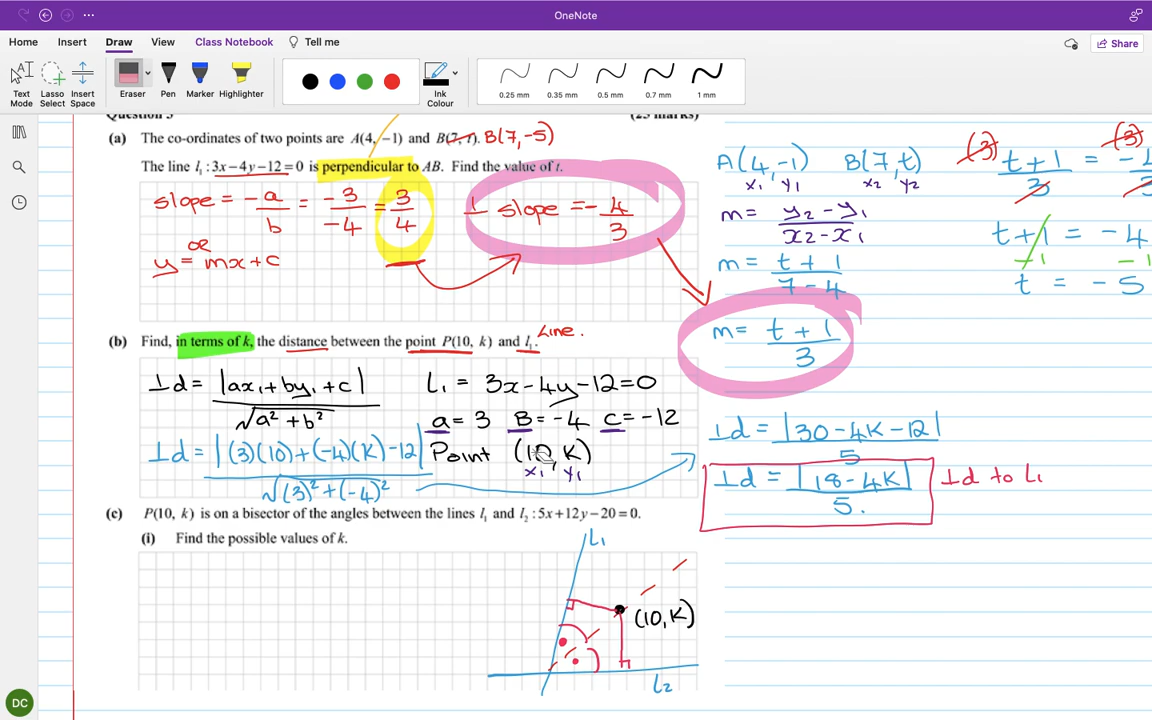 OneNote
Home Insert Draw View Class Notebook Tell me
Share
Text Mode
Lasso Select
Insert Space
Eraser
Pen
Marker
Highlighter
Ink Colour
0.25 mm 0.35 mm 0.5 mm 0.7 mm 1 mm
(a) The co-ordinates of two points are A(4, −1) and B(7, t). B(7, -5)
The line l₁ : 3x−4y−12=0 is perpendicular to AB. Find the value of t.
slope = -a/b = -3/-4 = 3/4
⊥ slope = -4/3
or
y = mx+c
A(4,-1) B(7,t)
x₁ y₁ x₂ y₂
m = y₂-y₁/x₂-x₁
m = t+1/7-4
m = t+1/3
(3) t+1/3 = -4/3 (3)
t+1 = -4
-1 -1
t = -5
(b) Find, in terms of k, the distance between the point P(10, k) and l₁. Line.
⊥d = |ax₁+by₁+c|/√a²+b²
L₁ = 3x-4y-12=0
a=3 B=-4 C=-12
⊥d = |(3)(10)+(-4)(k)-12|/√(3)²+(-4)²
Point (10,K)
x₁ y₁
⊥d = |30-4K-12|/5
⊥d = |18-4K|/5. ⊥d to L₁
(c) P(10, k) is on a bisector of the angles between the lines l₁ and l₂ : 5x+12y−20=0.
(i) Find the possible values of k.
L₁
(10,K)
L₂
DC